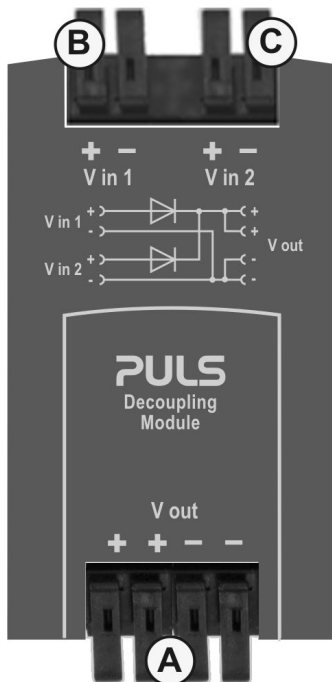 B C
+ - + -
V in 1 V in 2
V in 1 + - + + V out
V in 2 + - - -
PULS
Decoupling
Module
V out
+ + - -
A